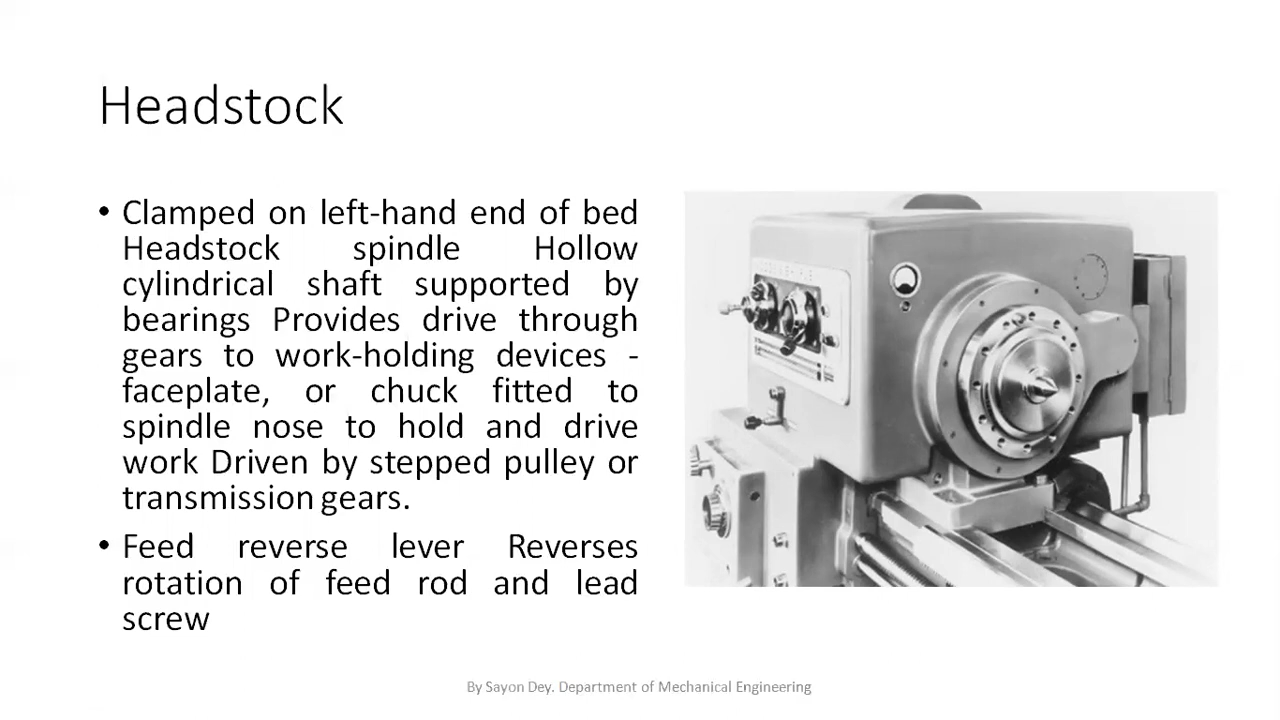 Headstock
• Clamped on left-hand end of bed
Headstock spindle Hollow
cylindrical shaft supported by
bearings Provides drive through
gears to work-holding devices -
faceplate, or chuck fitted to
spindle nose to hold and drive
work Driven by stepped pulley or
transmission gears.
• Feed reverse lever Reverses
rotation of feed rod and lead
screw
By Sayon Dey. Department of Mechanical Engineering